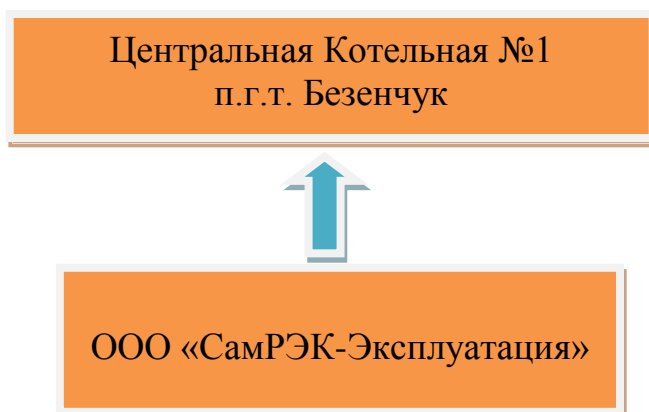 Центральная Котельная №1
п.г.т. Безенчук
ООО «СамРЭК-Эксплуатация»